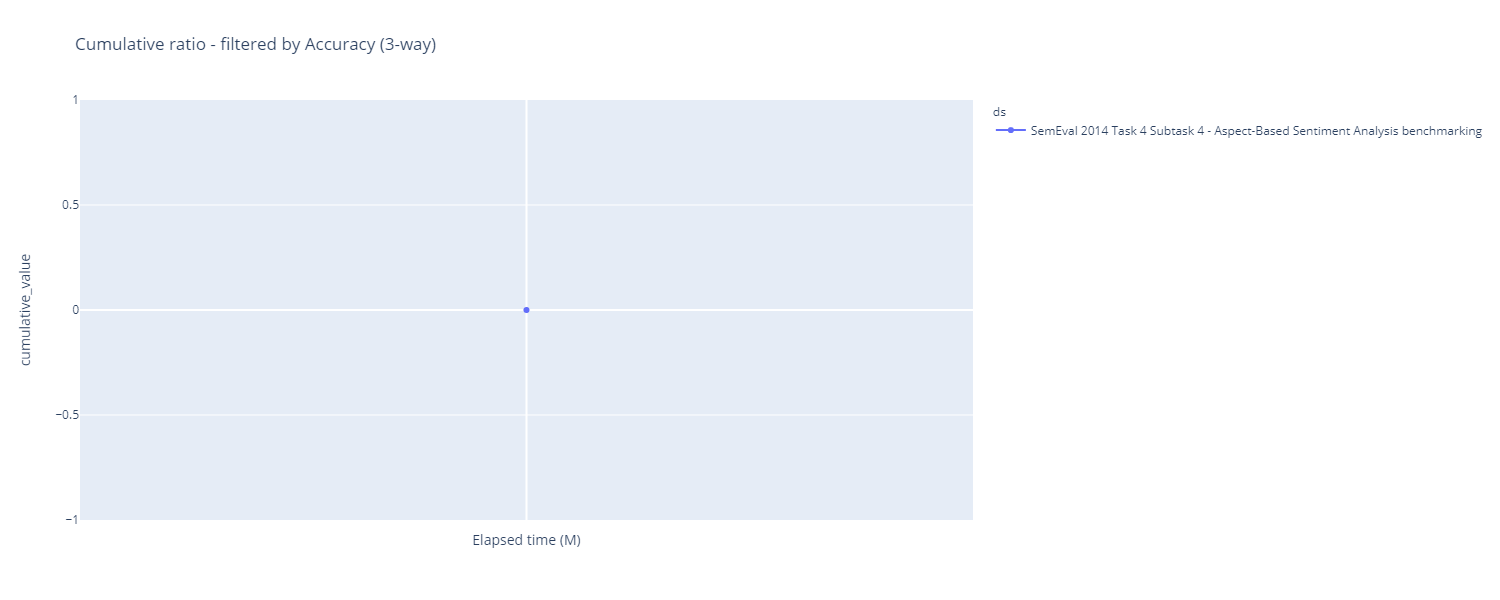 Cumulative ratio - filtered by Accuracy (3-way)
1
0.5
0
−0.5
−1
cumulative_value
Elapsed time (M)
ds
SemEval 2014 Task 4 Subtask 4 - Aspect-Based Sentiment Analysis benchmarking